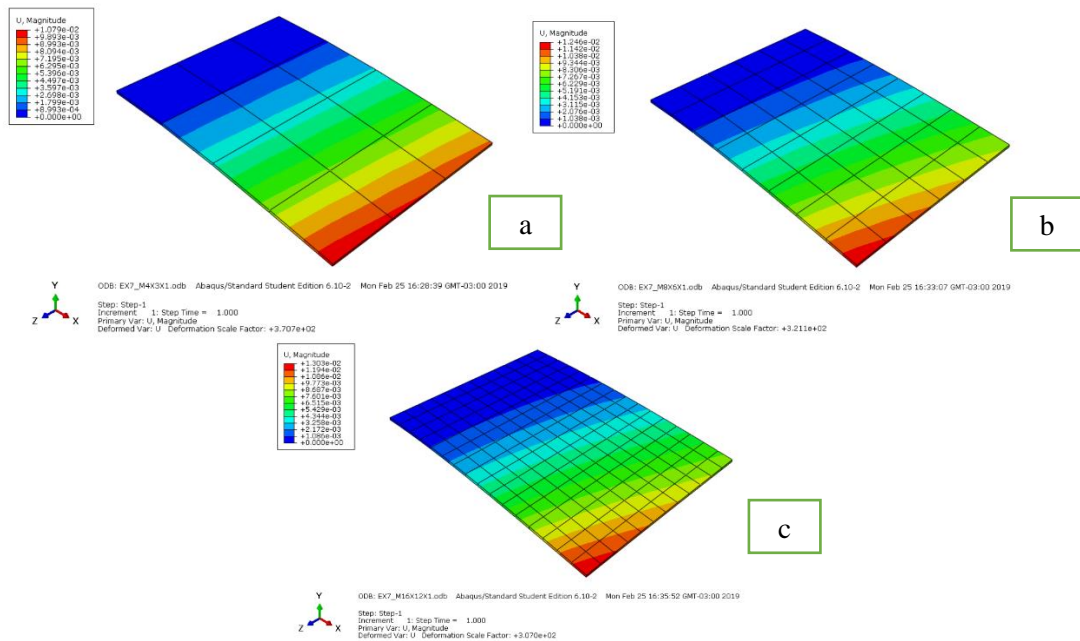 U, Magnitude
+1.079e-02
+9.893e-03
+8.993e-03
+8.094e-03
+7.195e-03
+6.295e-03
+5.396e-03
+4.497e-03
+3.597e-03
+2.698e-03
+1.799e-03
+8.993e-04
+0.000e+00
a
Y
Z X
ODB: EX7_M4X3X1.odb Abaqus/Standard Student Edition 6.10-2 Mon Feb 25 16:28:39 GMT-03:00 2019
Step: Step-1
Increment 1: Step Time = 1.000
Primary Var: U, Magnitude
Deformed Var: U Deformation Scale Factor: +3.707e+02
U, Magnitude
+1.246e-02
+1.142e-02
+1.038e-02
+9.344e-03
+8.306e-03
+7.267e-03
+6.229e-03
+5.191e-03
+4.153e-03
+3.115e-03
+2.076e-03
+1.038e-03
+0.000e+00
b
Y
Z X
ODB: EX7_M8X6X1.odb Abaqus/Standard Student Edition 6.10-2 Mon Feb 25 16:33:07 GMT-03:00 2019
Step: Step-1
Increment 1: Step Time = 1.000
Primary Var: U, Magnitude
Deformed Var: U Deformation Scale Factor: +3.211e+02
U, Magnitude
+1.303e-02
+1.194e-02
+1.086e-02
+9.773e-03
+8.687e-03
+7.601e-03
+6.515e-03
+5.429e-03
+4.344e-03
+3.258e-03
+2.172e-03
+1.086e-03
+0.000e+00
c
Y
Z X
ODB: EX7_M16X12X1.odb Abaqus/Standard Student Edition 6.10-2 Mon Feb 25 16:35:52 GMT-03:00 2019
Step: Step-1
Increment 1: Step Time = 1.000
Primary Var: U, Magnitude
Deformed Var: U Deformation Scale Factor: +3.070e+02